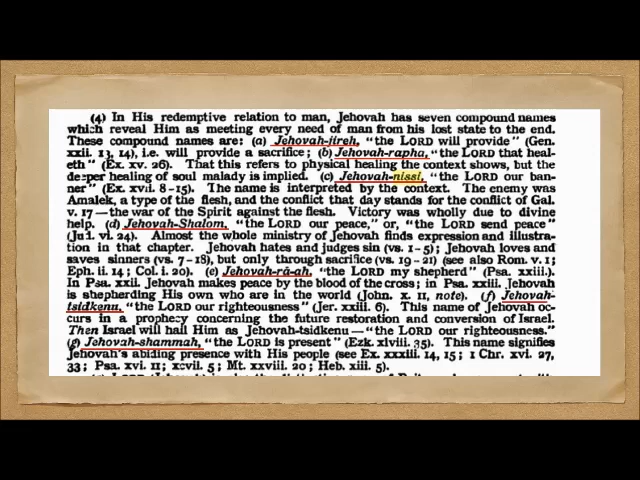 (4) In His redemptive relation to man, Jehovah has seven compound names
which reveal Him as meeting every need of man from his lost state to the end.
These compound names are: (a) Jehovah-jireh, "the LORD will provide" (Gen.
xxii. 13, 14), i.e. will provide a sacrifice; (b) Jehovah-rapha, "the LORD that heal-
eth" (Ex. xv. 26). That this refers to physical healing the context shows, but the
deeper healing of soul malady is implied. (c) Jehovah-nissi, "the LORD our ban-
ner" (Ex. xvii. 8-15). The name is interpreted by the context. The enemy was
Amalek, a type of the flesh, and the conflict that day stands for the conflict of Gal.
v. 17—the war of the Spirit against the flesh. Victory was wholly due to divine
help. (d) Jehovah-Shalom, "the LORD our peace," or, "the LORD send peace"
(Jud. vi. 24). Almost the whole ministry of Jehovah finds expression and illustra-
tion in that chapter. Jehovah hates and judges sin (vs. 1-5); Jehovah loves and
saves sinners (vs. 7-18), but only through sacrifice (vs. 19-21) (see also Rom. v. 1;
Eph. ii. 14; Col. i. 20). (e) Jehovah-rā-ah, "the LORD my shepherd" (Psa. xxiii.).
In Psa. xxii. Jehovah makes peace by the blood of the cross; in Psa. xxiii. Jehovah
is shepherding His own who are in the world (John. x. 11, note). (f) Jehovah-
tsidkenu, "the LORD our righteousness" (Jer. xxiii. 6). This name of Jehovah oc-
curs in a prophecy concerning the future restoration and conversion of Israel.
Then Israel will hail Him as Jehovah-tsidkenu—"the LORD our righteousness."
(g) Jehovah-shammah, "the LORD is present" (Ezk. xlviii. 35). This name signifies
Jehovah's abiding presence with His people (see Ex. xxxiii. 14, 15; 1 Chr. xvi. 27,
33; Psa. xvi. 11; xcvii. 5; Mt. xxviii. 20; Heb. xiii. 5).